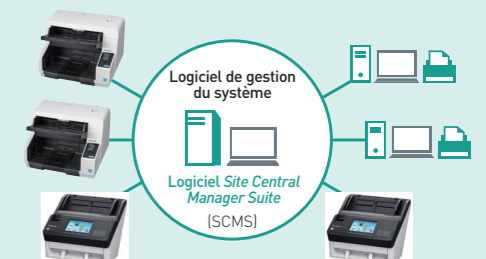 Logiciel de gestion
du système
Logiciel Site Central
Manager Suite
(SCMS)